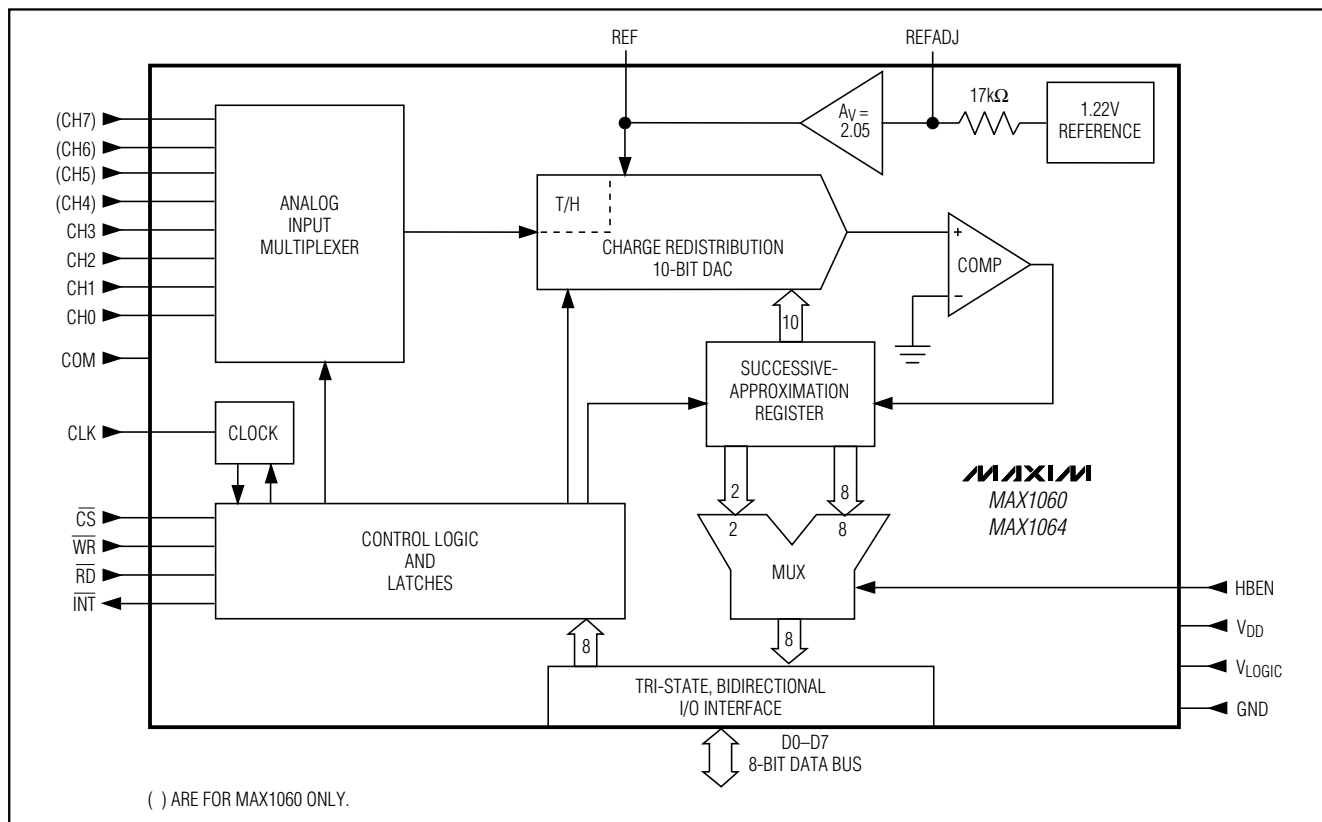 REF
REFADJ
17kΩ
1.22V
REFERENCE
AV =
2.05
(CH7)
(CH6)
(CH5)
(CH4)
CH3
CH2
CH1
CH0
COM
ANALOG
INPUT
MULTIPLEXER
T/H
CHARGE REDISTRIBUTION
10-BIT DAC
+
COMP
−
10
SUCCESSIVE-
APPROXIMATION
REGISTER
CLK
CLOCK
2
8
MAXIM
MAX1060
MAX1064
2
8
MUX
CS
WR
RD
INT
CONTROL LOGIC
AND
LATCHES
HBEN
VDD
VLOGIC
GND
8
8
TRI-STATE, BIDIRECTIONAL
I/O INTERFACE
D0–D7
8-BIT DATA BUS
( ) ARE FOR MAX1060 ONLY.